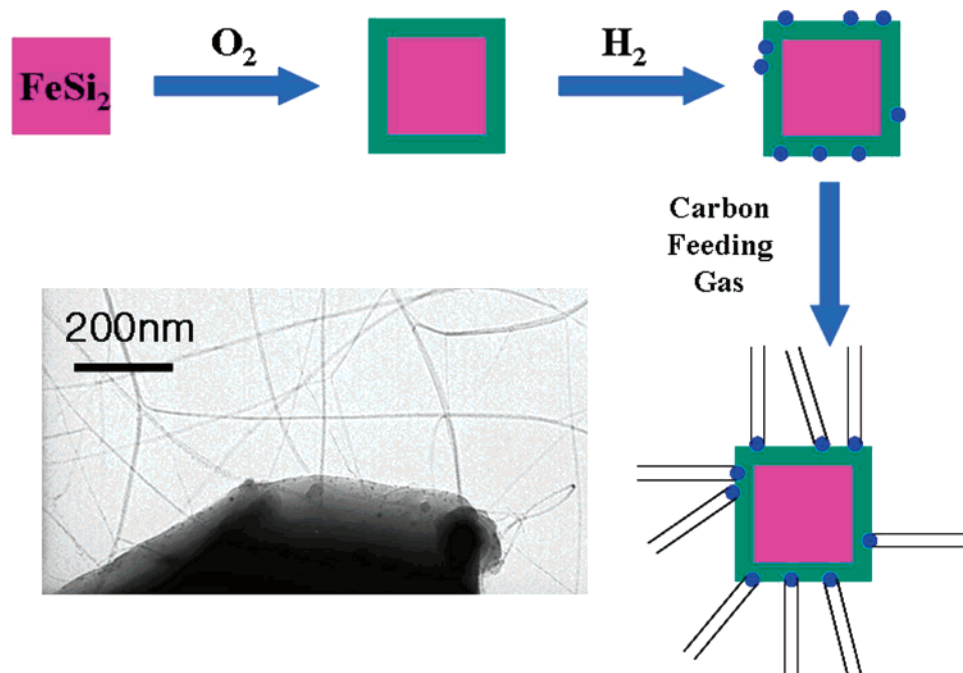 FeSi₂
O₂
H₂
Carbon
Feeding
Gas
200nm